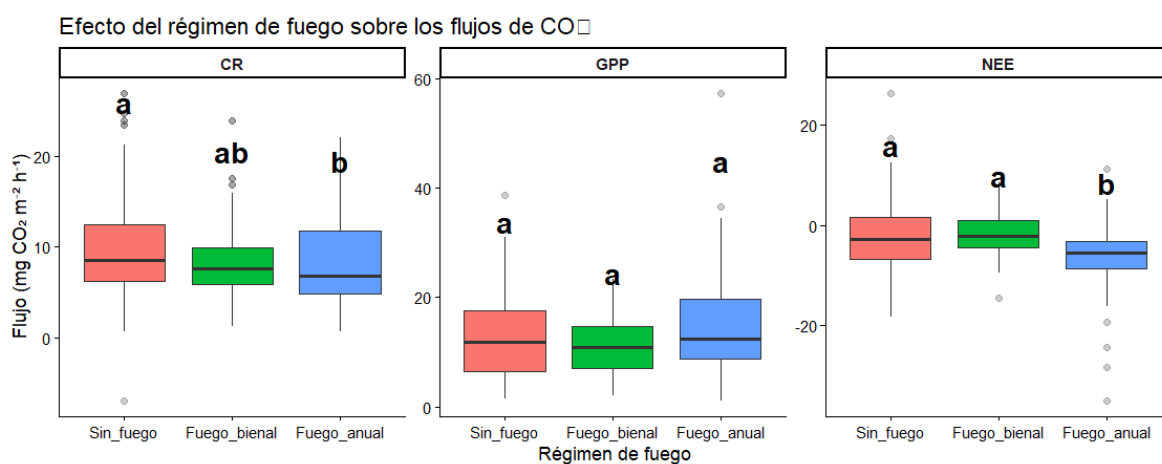 Efecto del régimen de fuego sobre los flujos de CO□
CR
GPP
NEE
Flujo (mg CO₂ m⁻² h⁻¹)
20
10
0
a
ab
b
Sin_fuego
Fuego_bienal
Fuego_anual
60
40
20
0
a
a
a
Sin_fuego
Fuego_bienal
Fuego_anual
20
0
-20
a
a
b
Sin_fuego
Fuego_bienal
Fuego_anual
Régimen de fuego